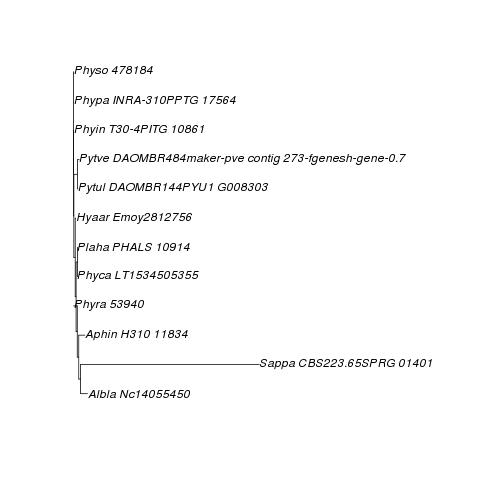 Physo 478184
Phypa INRA-310PPTG 17564
Phyin T30-4PITG 10861
Pytve DAOMBR484maker-pve contig 273-fgenesh-gene-0.7
Pytul DAOMBR144PYU1 G008303
Hyaar Emoy2812756
Plaha PHALS 10914
Phyca LT1534505355
Phyra 53940
Aphin H310 11834
Sappa CBS223.65SPRG 01401
Albla Nc14055450